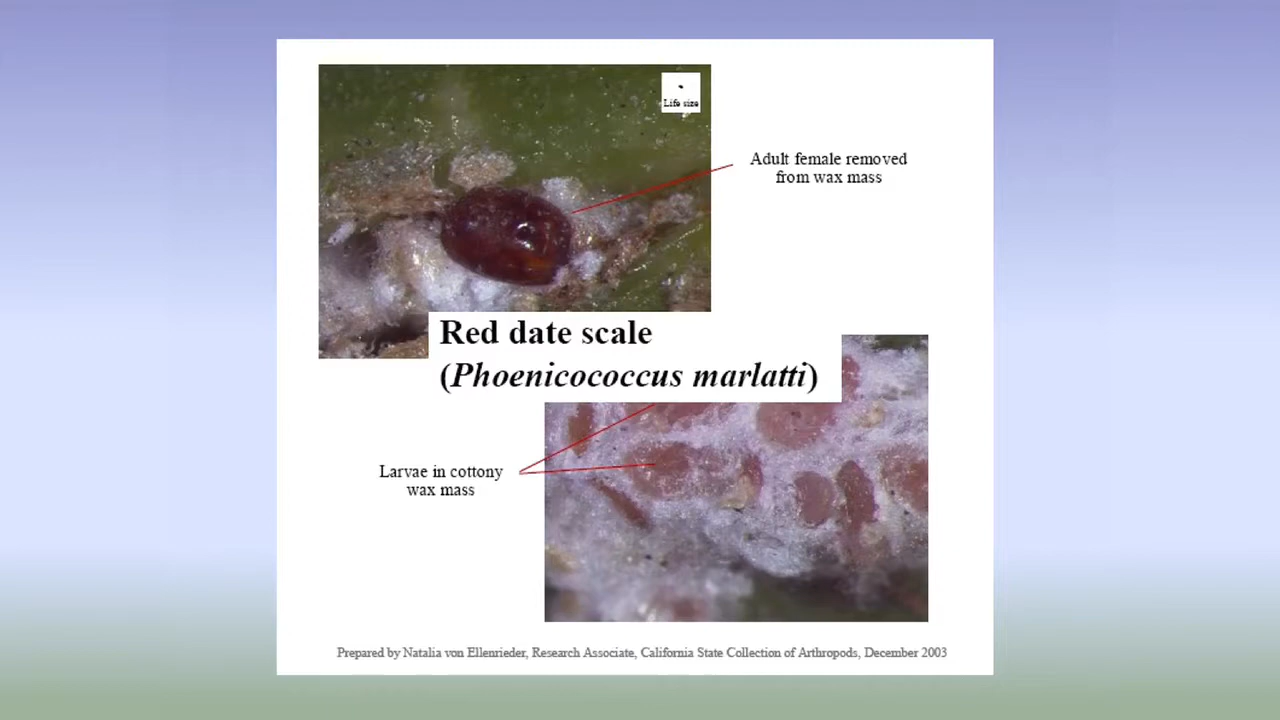 Life size
Adult female removed
from wax mass
Red date scale
(Phoenicococcus marlatti)
Larvae in cottony
wax mass
Prepared by Natalia von Ellenrieder, Research Associate, California State Collection of Arthropods, December 2003